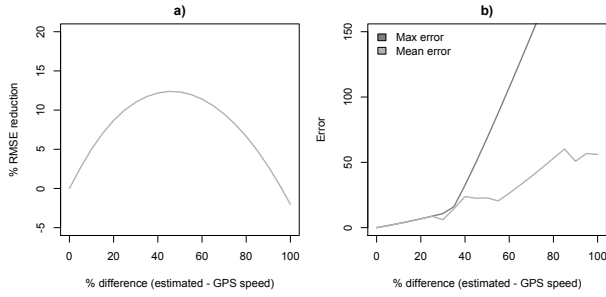 a)
% RMSE reduction
20
15
10
5
0
-5
0 20 40 60 80 100
% difference (estimated - GPS speed)
b)
Max error
Mean error
Error
150
100
50
0
0 20 40 60 80 100
% difference (estimated - GPS speed)